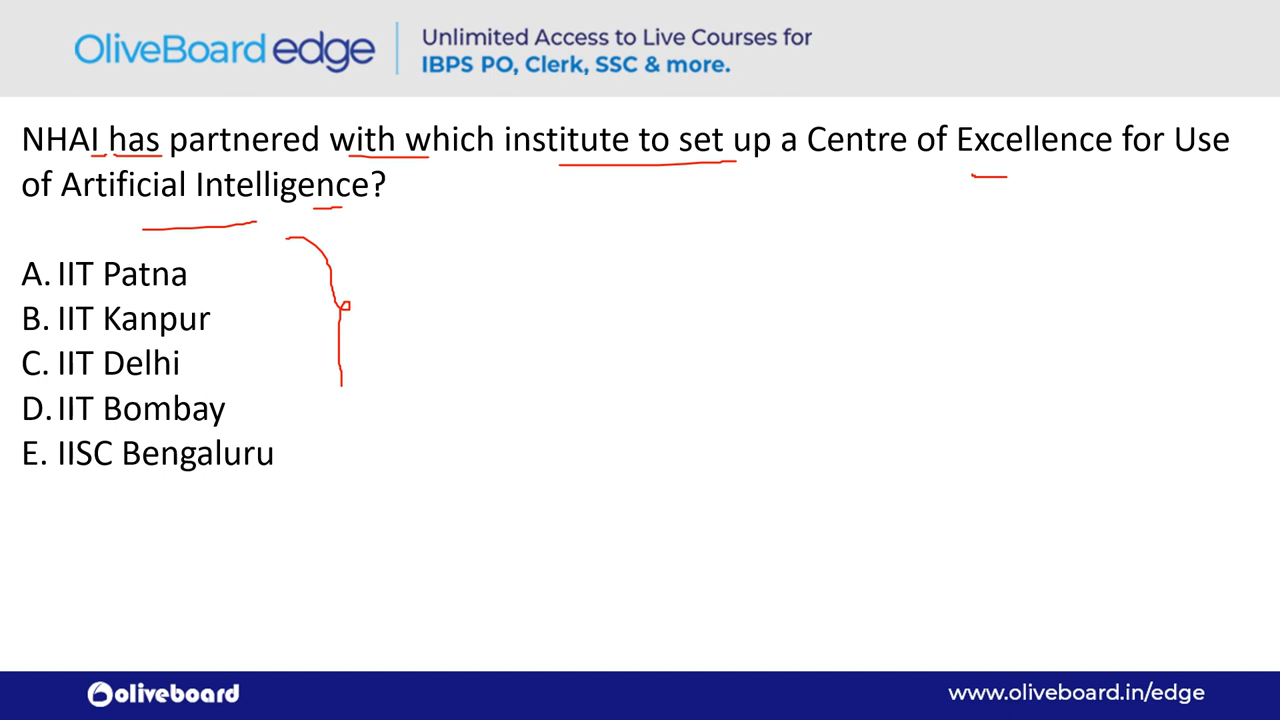 OliveBoard edge
Unlimited Access to Live Courses for
IBPS PO, Clerk, SSC & more.
NHAI has partnered with which institute to set up a Centre of Excellence for Use
of Artificial Intelligence?
A. IIT Patna
B. IIT Kanpur
C. IIT Delhi
D. IIT Bombay
E. IISC Bengaluru
oliveboard
www.oliveboard.in/edge